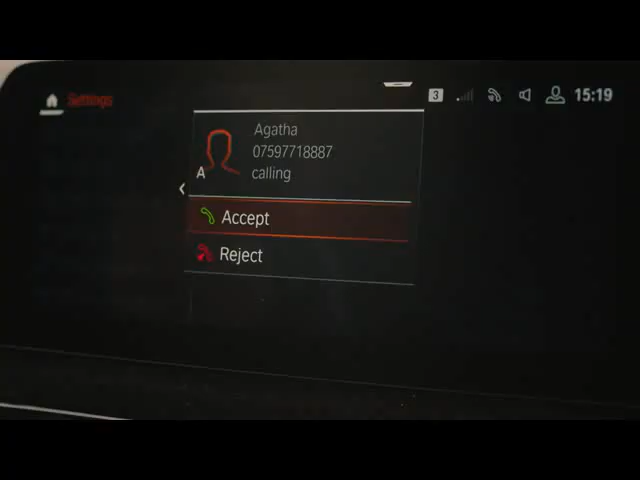 Settings
3
15:19
Agatha
07597718887
calling
A
Accept
Reject